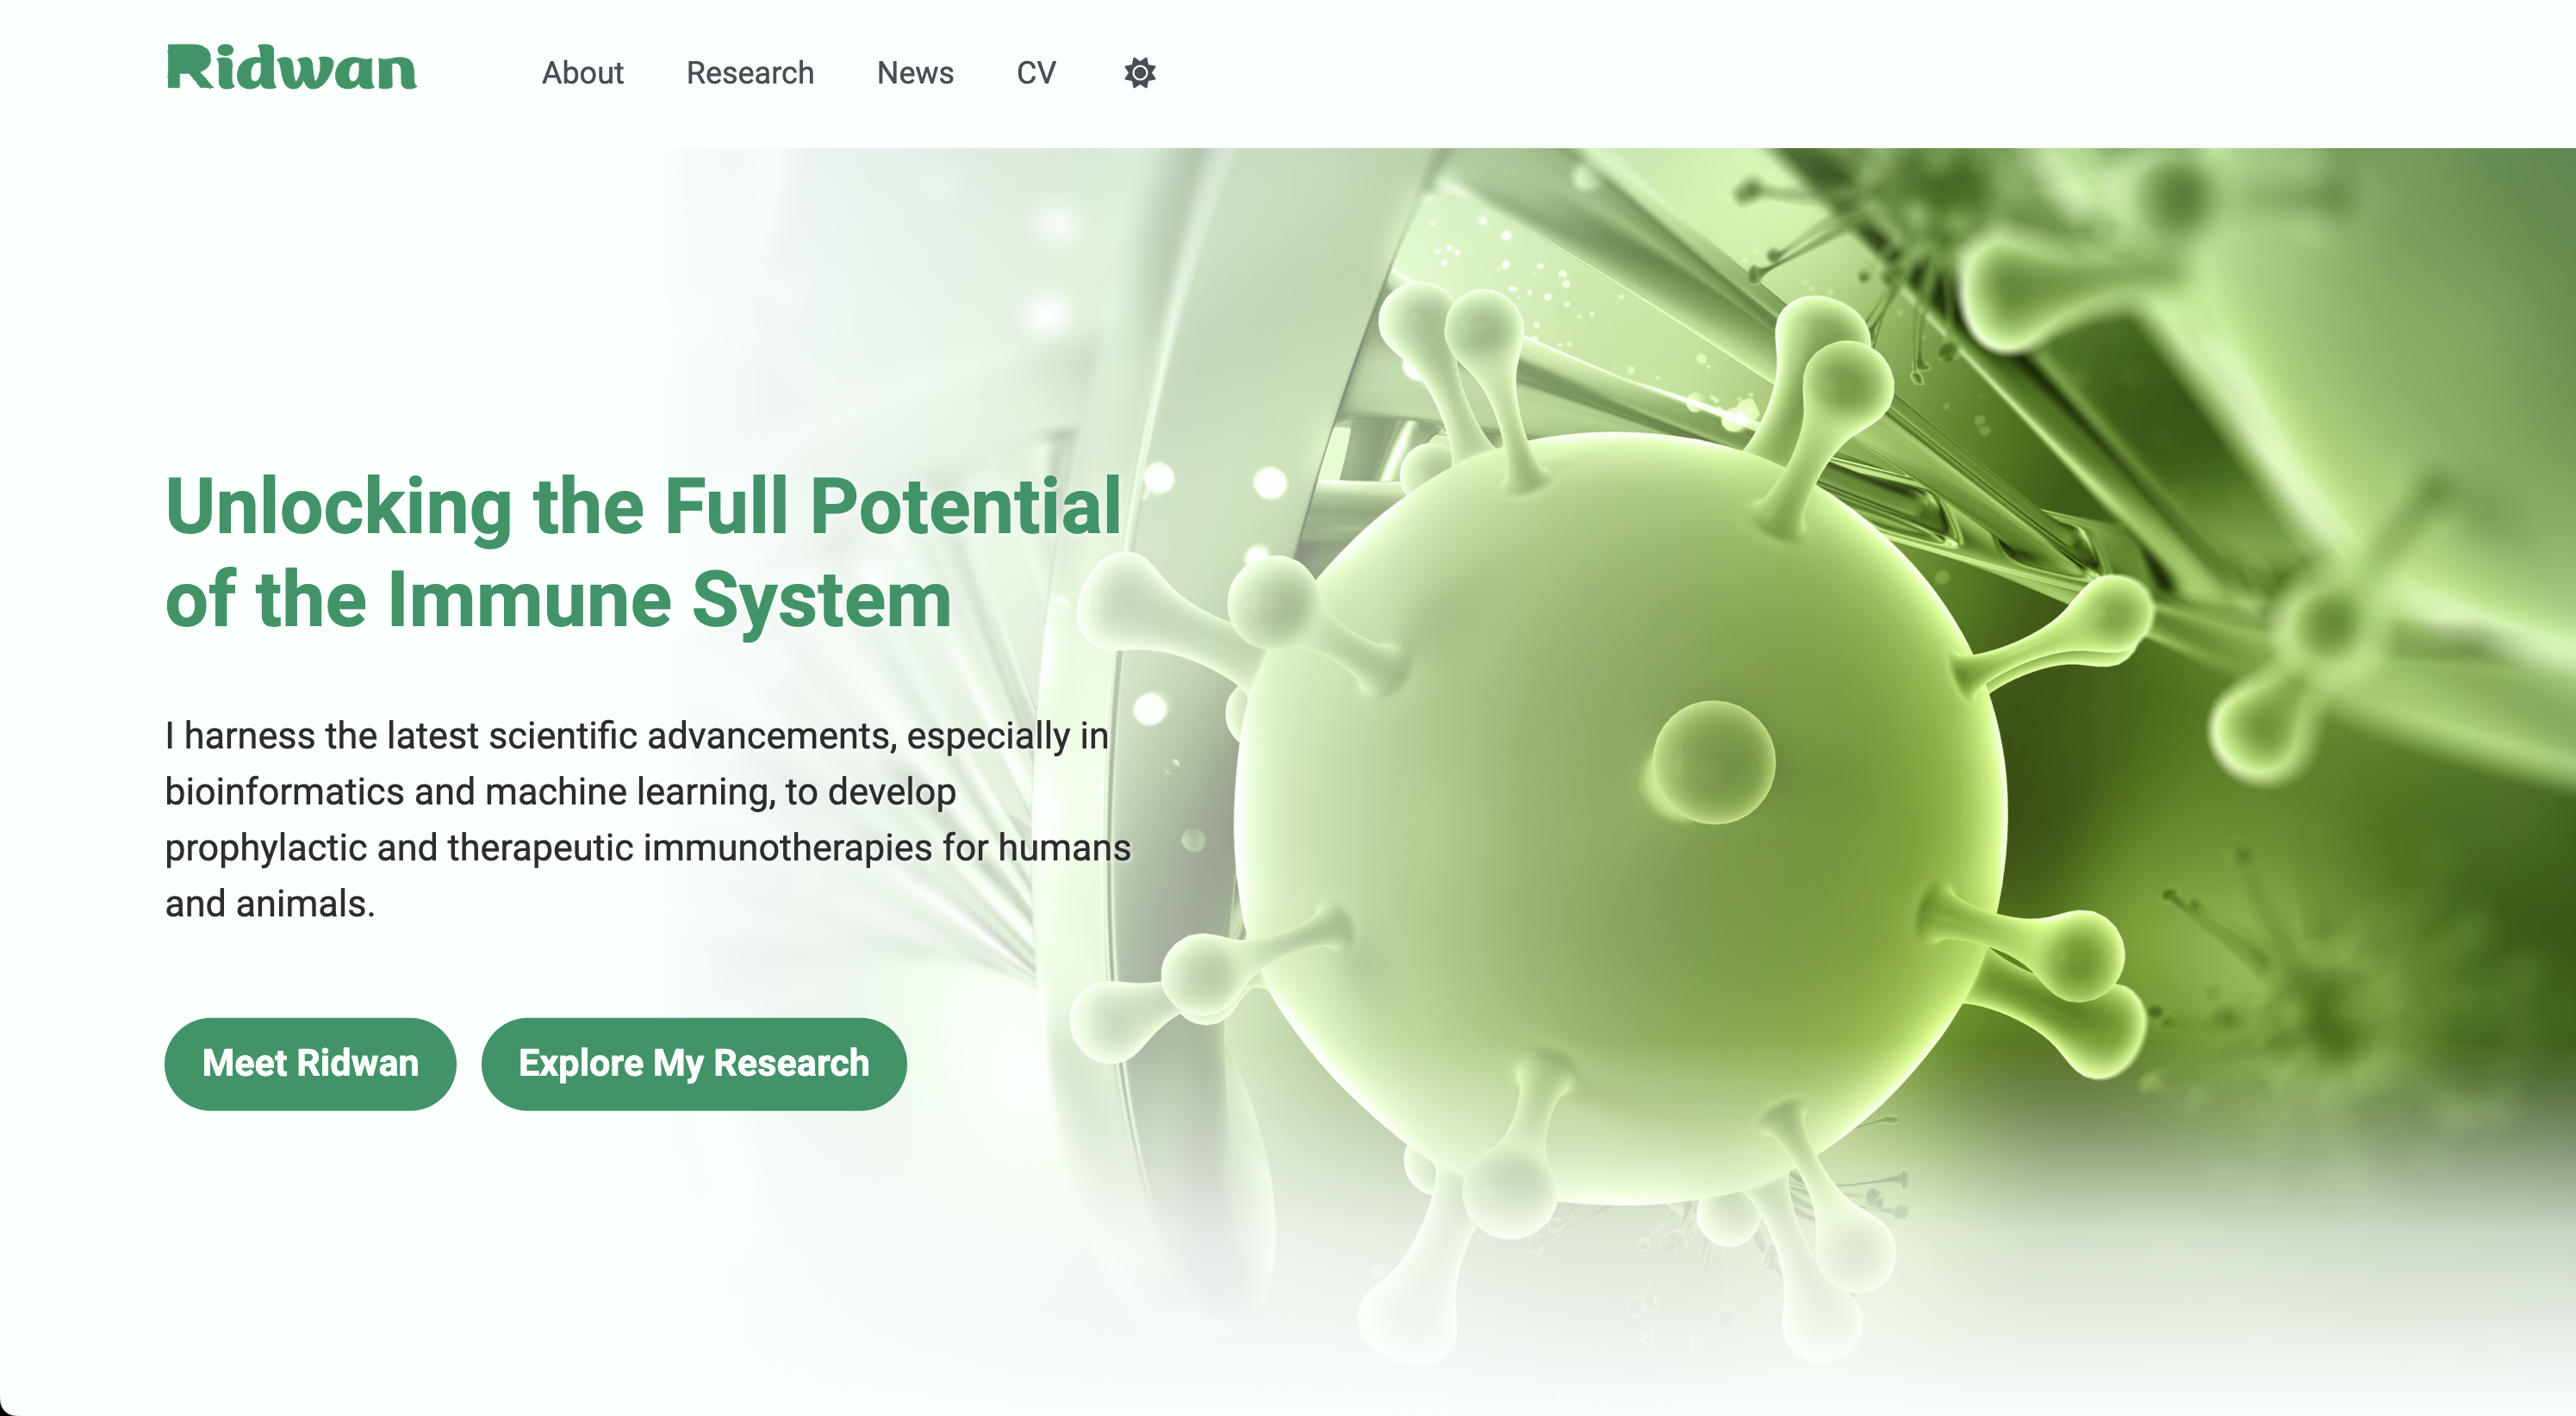 Ridwan
About
Research
News
CV
Unlocking the Full Potential
of the Immune System
I harness the latest scientific advancements, especially in
bioinformatics and machine learning, to develop
prophylactic and therapeutic immunotherapies for humans
and animals.
Meet Ridwan
Explore My Research